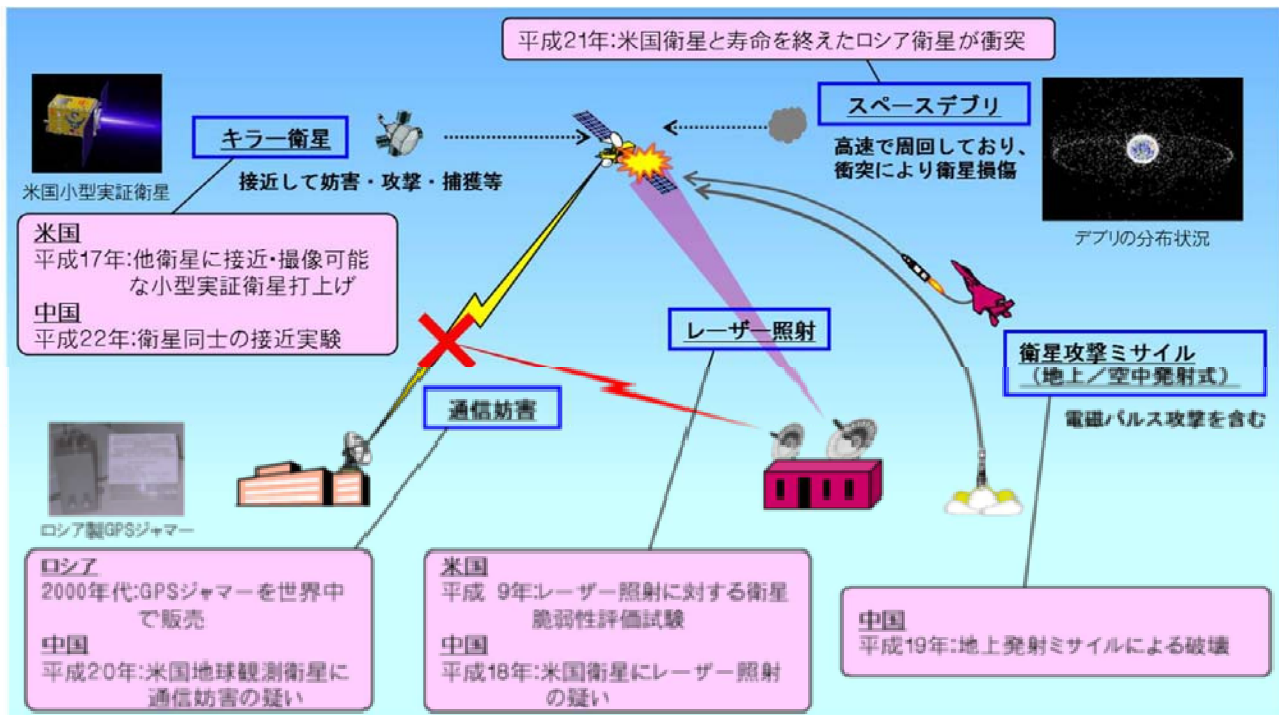 平成21年:米国衛星と寿命を終えたロシア衛星が衝突
スペースデブリ
高速で周回しており、
衝突により衛星損傷
デブリの分布状況
キラー衛星
接近して妨害・攻撃・捕獲等
米国小型実証衛星
米国
平成17年:他衛星に接近・撮像可能
な小型実証衛星打上げ
中国
平成22年:衛星同士の接近実験
レーザー照射
衛星攻撃ミサイル
(地上/空中発射式)
電磁パルス攻撃を含む
通信妨害
ロシア製GPSジャマー
ロシア
2000年代:GPSジャマーを世界中
で販売
中国
平成20年:米国地球観測衛星に
通信妨害の疑い
米国
平成 9年:レーザー照射に対する衛星
脆弱性評価試験
中国
平成18年:米国衛星にレーザー照射
の疑い
中国
平成19年:地上発射ミサイルによる破壊